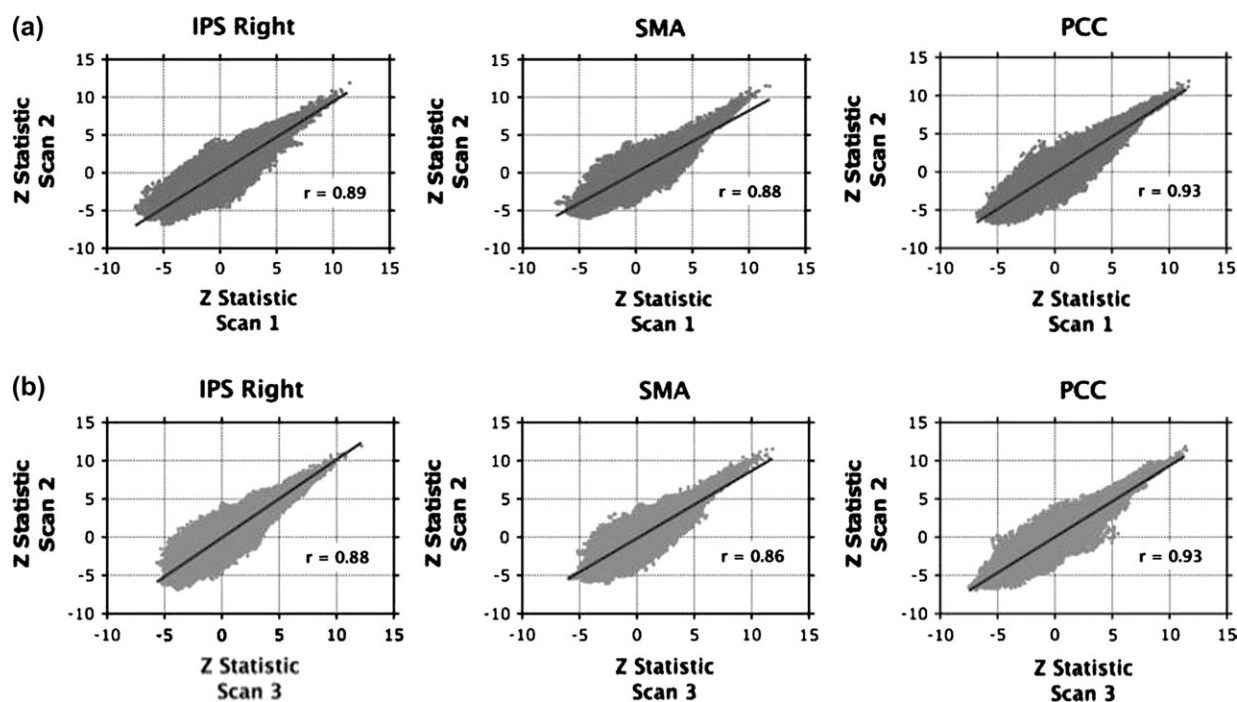 (a)
IPS Right
SMA
PCC
Z Statistic
Scan 2
15
10
5
0
-5
-10
r = 0.89
-10 -5 0 5 10 15
Z Statistic
Scan 1
Z Statistic
Scan 2
15
10
5
0
-5
-10
r = 0.88
-10 -5 0 5 10 15
Z Statistic
Scan 1
Z Statistic
Scan 2
15
10
5
0
-5
-10
r = 0.93
-10 -5 0 5 10 15
Z Statistic
Scan 1
(b)
IPS Right
SMA
PCC
Z Statistic
Scan 2
15
10
5
0
-5
-10
r = 0.88
-10 -5 0 5 10 15
Z Statistic
Scan 3
Z Statistic
Scan 2
15
10
5
0
-5
-10
r = 0.86
-10 -5 0 5 10 15
Z Statistic
Scan 3
Z Statistic
Scan 2
15
10
5
0
-5
-10
r = 0.93
-10 -5 0 5 10 15
Z Statistic
Scan 3